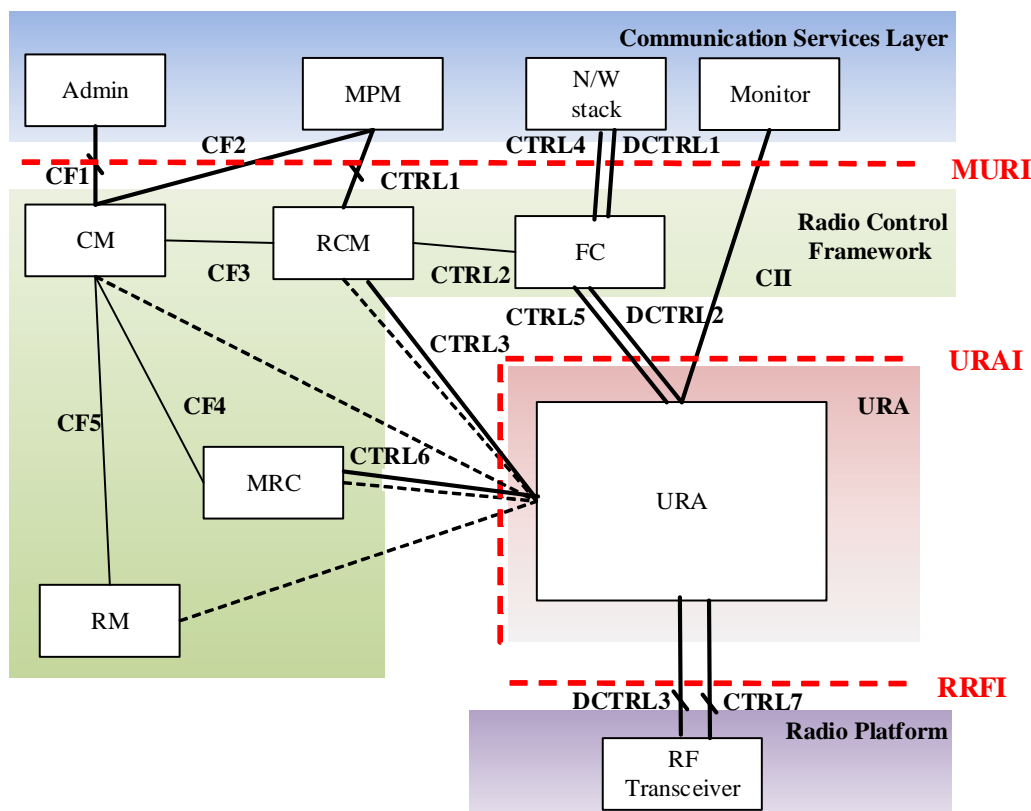 Communication Services Layer
Admin
MPM
N/W
stack
Monitor
CF2
CTRL4
DCTRL1
CF1
CTRL1
MURI
CM
RCM
FC
Radio Control
Framework
CF3
CTRL2
CII
CTRL5
DCTRL2
CTRL3
URAI
URA
CF5
CF4
CTRL6
MRC
URA
RM
RRFI
DCTRL3
CTRL7
Radio Platform
RF
Transceiver